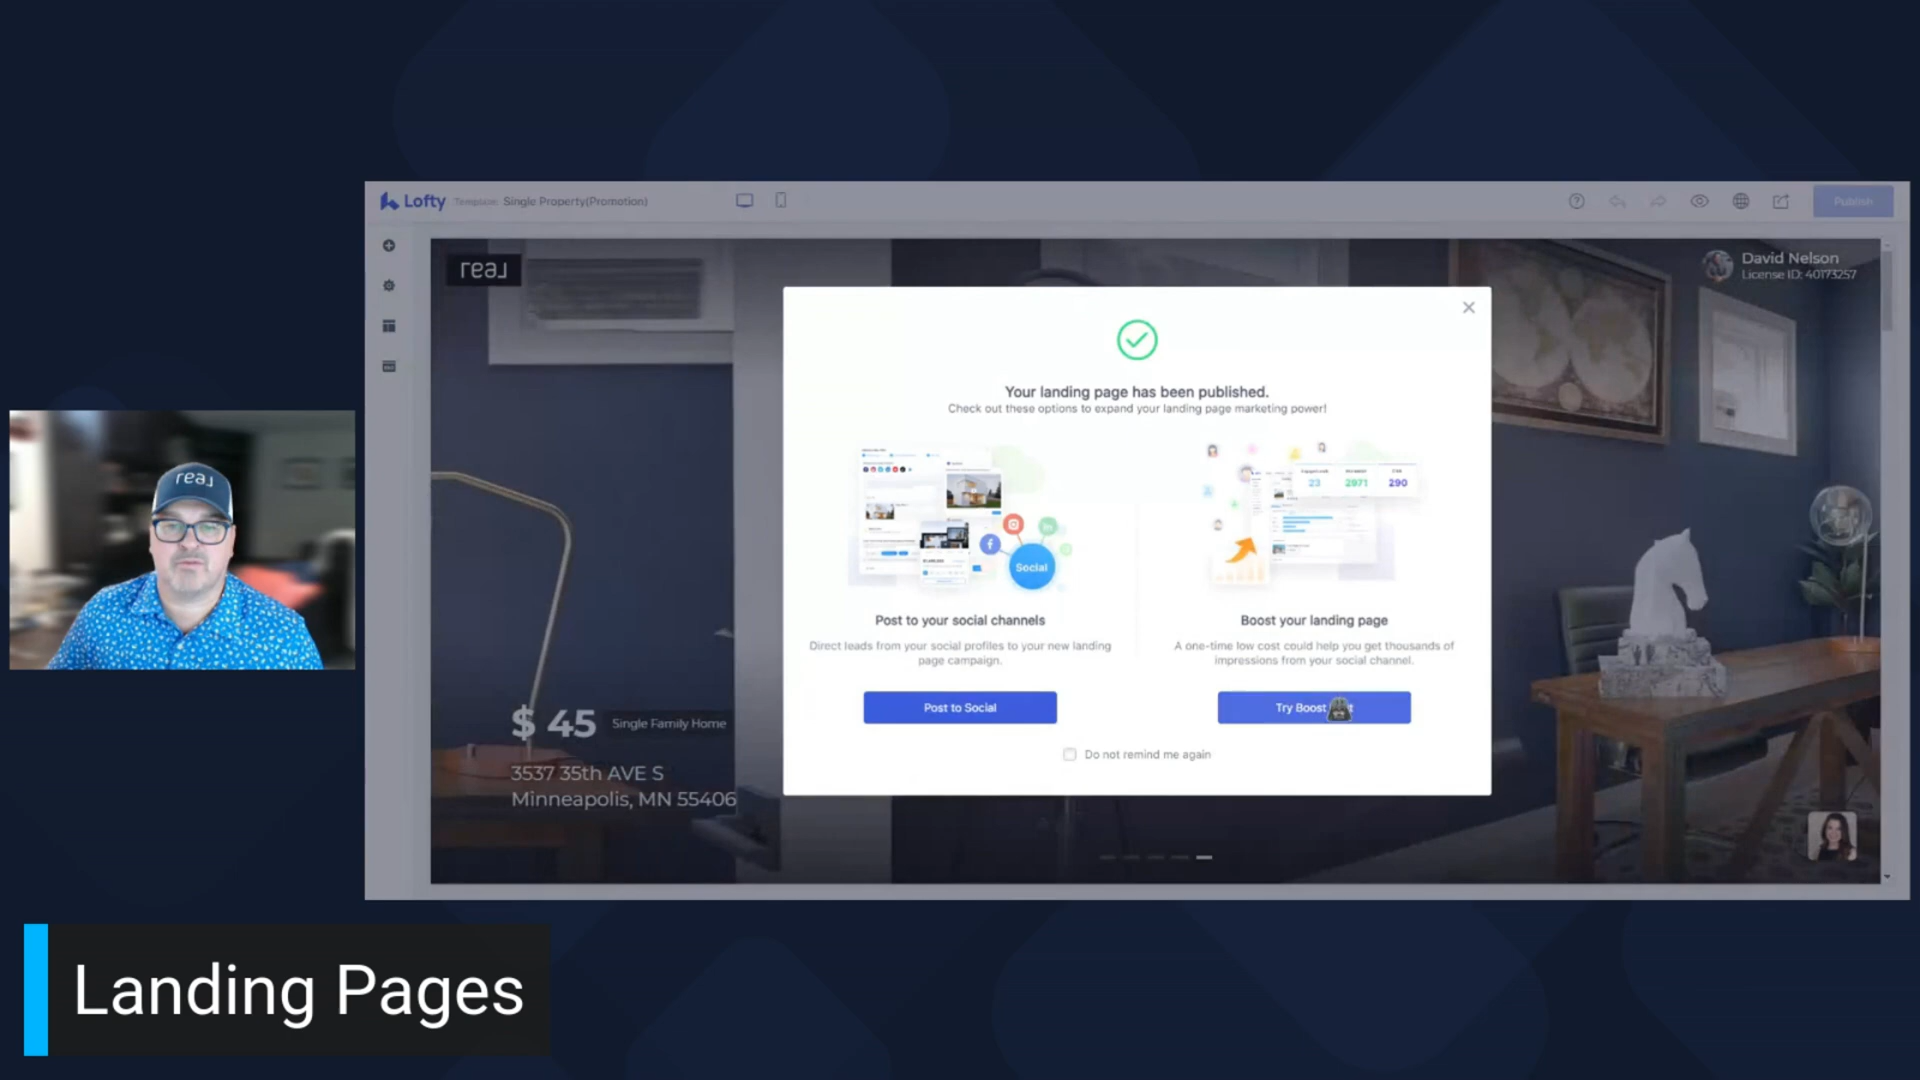 Lofty Template: Single Property(Promotion)
Publish
real
David Nelson
License ID: 40173257
Your landing page has been published.
Check out these options to expand your landing page marketing power!
23 2971 290
Social
Post to your social channels
Direct leads from your social profiles to your new landing
page campaign.
Post to Social
Boost your landing page
A one-time low cost could help you get thousands of
impressions from your social channel.
Try Boost
Do not remind me again
$ 45 Single Family Home
3537 35th AVE S
Minneapolis, MN 55406
real
Landing Pages